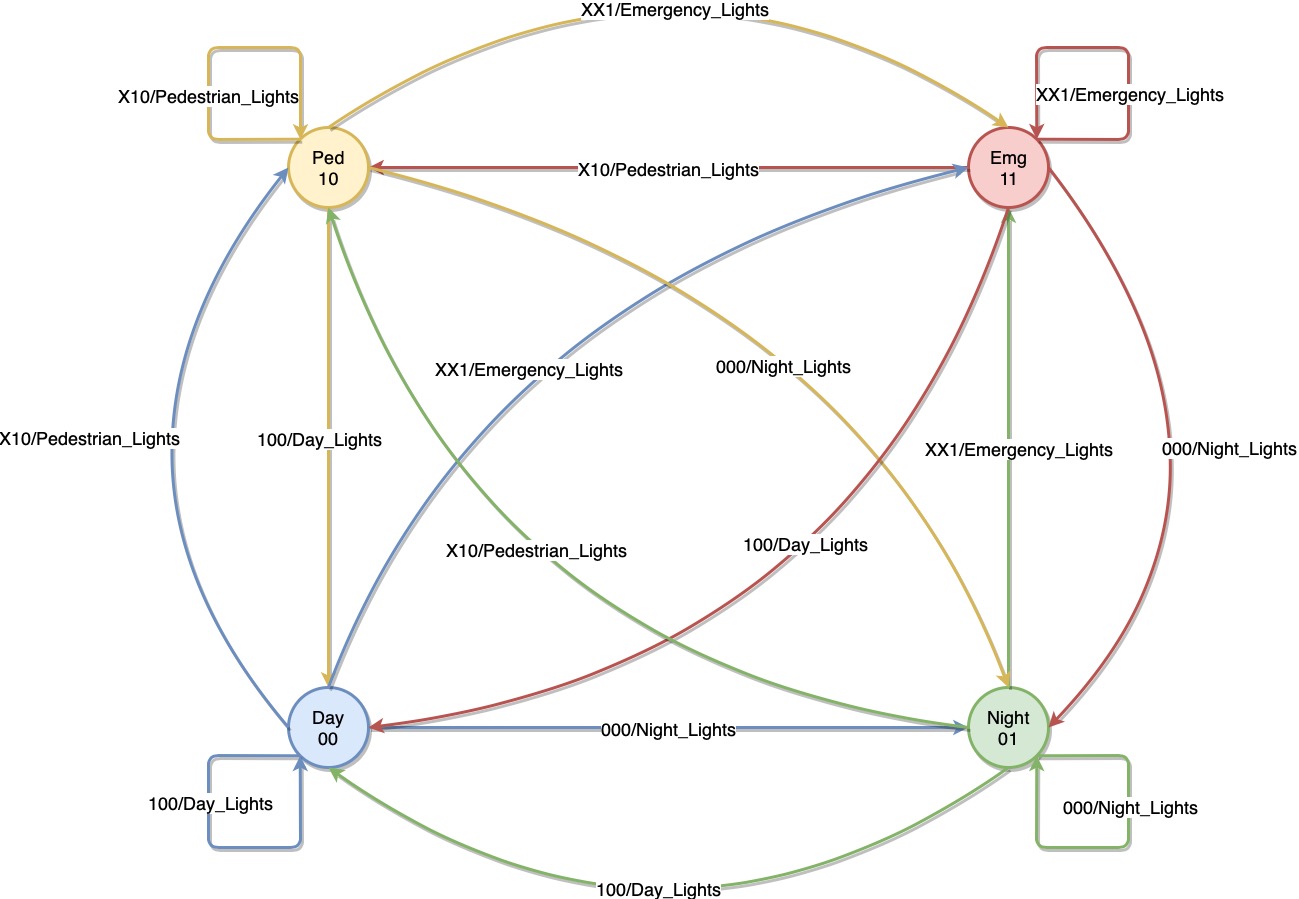 XX1/Emergency_Lights
X10/Pedestrian_Lights
XX1/Emergency_Lights
Ped
10
Emg
11
X10/Pedestrian_Lights
XX1/Emergency_Lights
000/Night_Lights
X10/Pedestrian_Lights
100/Day_Lights
XX1/Emergency_Lights
000/Night_Lights
X10/Pedestrian_Lights
100/Day_Lights
Day
00
Night
01
000/Night_Lights
100/Day_Lights
000/Night_Lights
100/Day_Lights